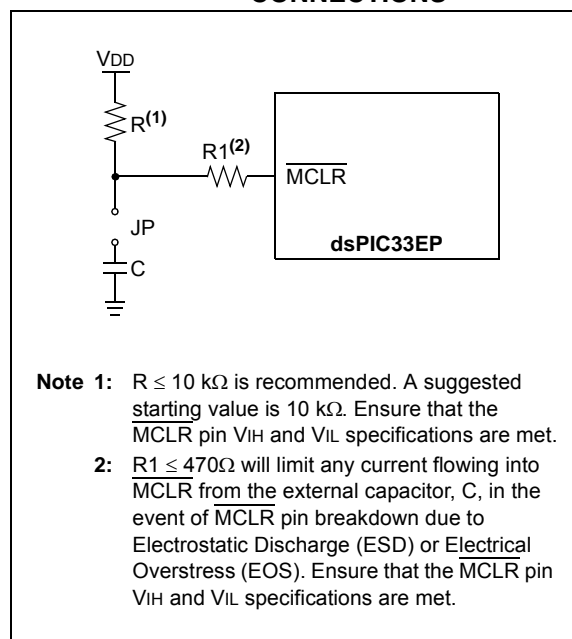 CONNECTIONS
VDD
R(1)
R1(2)
MCLR
JP
dsPIC33EP
C
Note 1: R ≤ 10 kΩ is recommended. A suggested
starting value is 10 kΩ. Ensure that the
MCLR pin VIH and VIL specifications are met.
2: R1 ≤ 470Ω will limit any current flowing into
MCLR from the external capacitor, C, in the
event of MCLR pin breakdown due to
Electrostatic Discharge (ESD) or Electrical
Overstress (EOS). Ensure that the MCLR pin
VIH and VIL specifications are met.